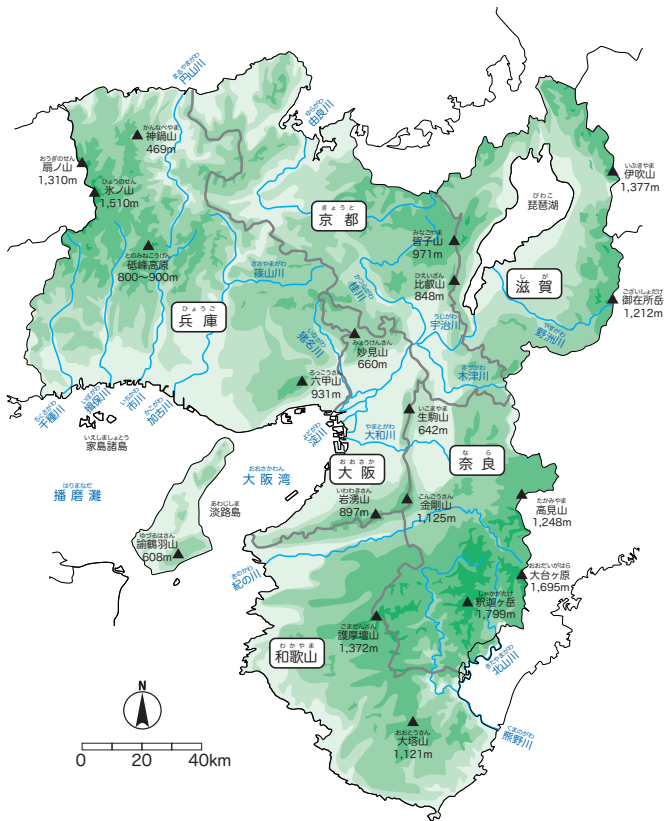 まるやまがわ
円山川
ゆらがわ
由良川
かんなべやま
神鍋山
469m
おうぎのせん
扇ノ山
1,310m
ひょうのせん
氷ノ山
1,510m
いぶきやま
伊吹山
1,377m
びわこ
琵琶湖
きょうと
京都
みなごやま
皆子山
971m
とのみねこうげん
砥峰高原
800〜900m
ささやまがわ
篠山川
かつらがわ
桂川
ひえいざん
比叡山
848m
しが
滋賀
ございしょだけ
御在所岳
1,212m
ひょうご
兵庫
いながわ
猪名川
うじがわ
宇治川
やすがわ
野洲川
みょうけんさん
妙見山
660m
きづがわ
木津川
ろっこうさん
六甲山
931m
ちくさがわ
千種川
いぼがわ
揖保川
いちかわ
市川
かこがわ
加古川
いこまやま
生駒山
642m
よどがわ
淀川
やまとがわ
大和川
いえしましょとう
家島諸島
おおさか
大阪
なら
奈良
はりまなだ
播磨灘
おおさかわん
大阪湾
あわじしま
淡路島
いわわきさん
岩湧山
897m
こんごうさん
金剛山
1,125m
たかみやま
高見山
1,248m
ゆづるはさん
諭鶴羽山
608m
きのかわ
紀の川
おおだいがはら
大台ヶ原
1,695m
しゃかがたけ
釈迦ヶ岳
1,799m
ごまだんざん
護摩壇山
1,372m
わかやま
和歌山
きたやまがわ
北山川
おおとうさん
大塔山
1,121m
くまのがわ
熊野川
N
0 20 40km